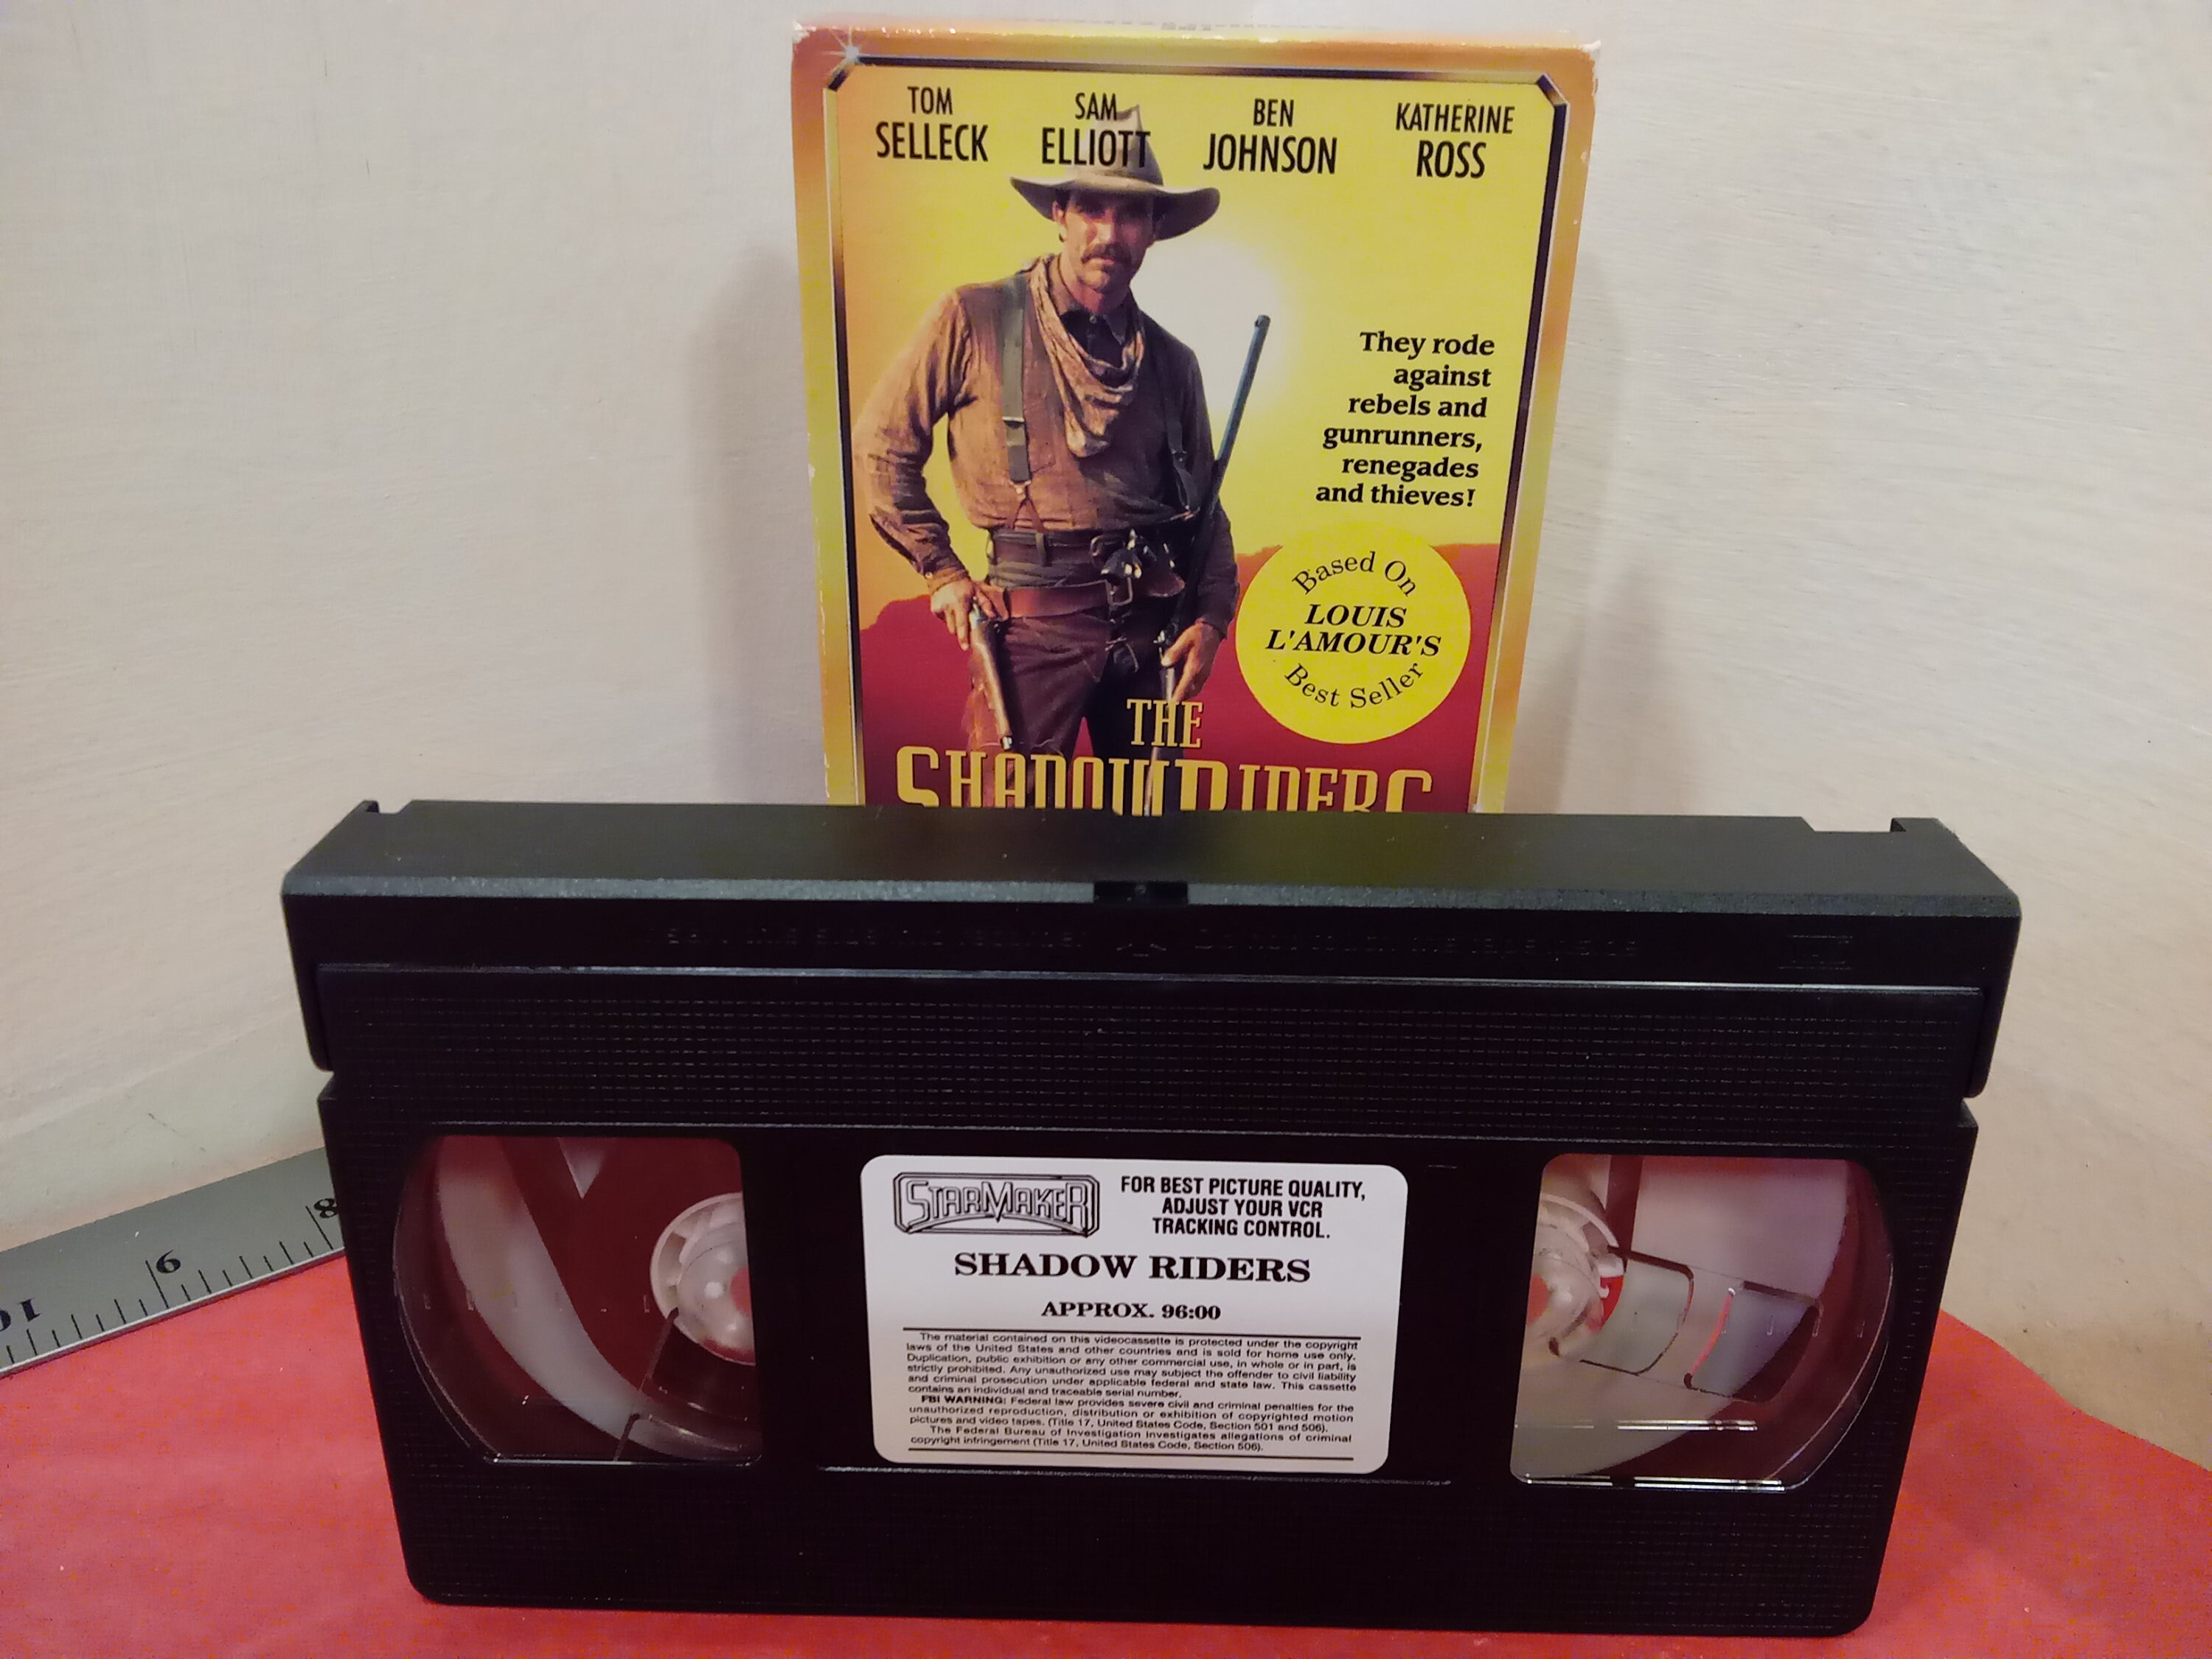 TOM SELLECK
SAM ELLIOTT
BEN JOHNSON
KATHERINE ROSS
They rode
against
rebels and
gunrunners,
renegades
and thieves!
Based On
LOUIS
L'AMOUR'S
Best Seller
THE
SHADOW RIDERS
STARMAKER
FOR BEST PICTURE QUALITY,
ADJUST YOUR VCR
TRACKING CONTROL.
SHADOW RIDERS
APPROX. 96:00
The material contained on this videocassette is protected under the copyright
laws of the United States and other countries and is sold for home use only.
Duplication, public exhibition or any other commercial use, in whole or in part, is
strictly prohibited. Any unauthorized use may subject the offender to civil liability
and criminal prosecution under applicable federal and state law. This cassette
contains an individual and traceable serial number.
FBI WARNING: Federal law provides severe civil and criminal penalties for the
unauthorized reproduction, distribution or exhibition of copyrighted motion
pictures and video tapes. (Title 17, United States Code, Section 501 and 506).
The Federal Bureau of Investigation investigates allegations of criminal
copyright infringement (Title 17, United States Code, Section 506).
8
9
10